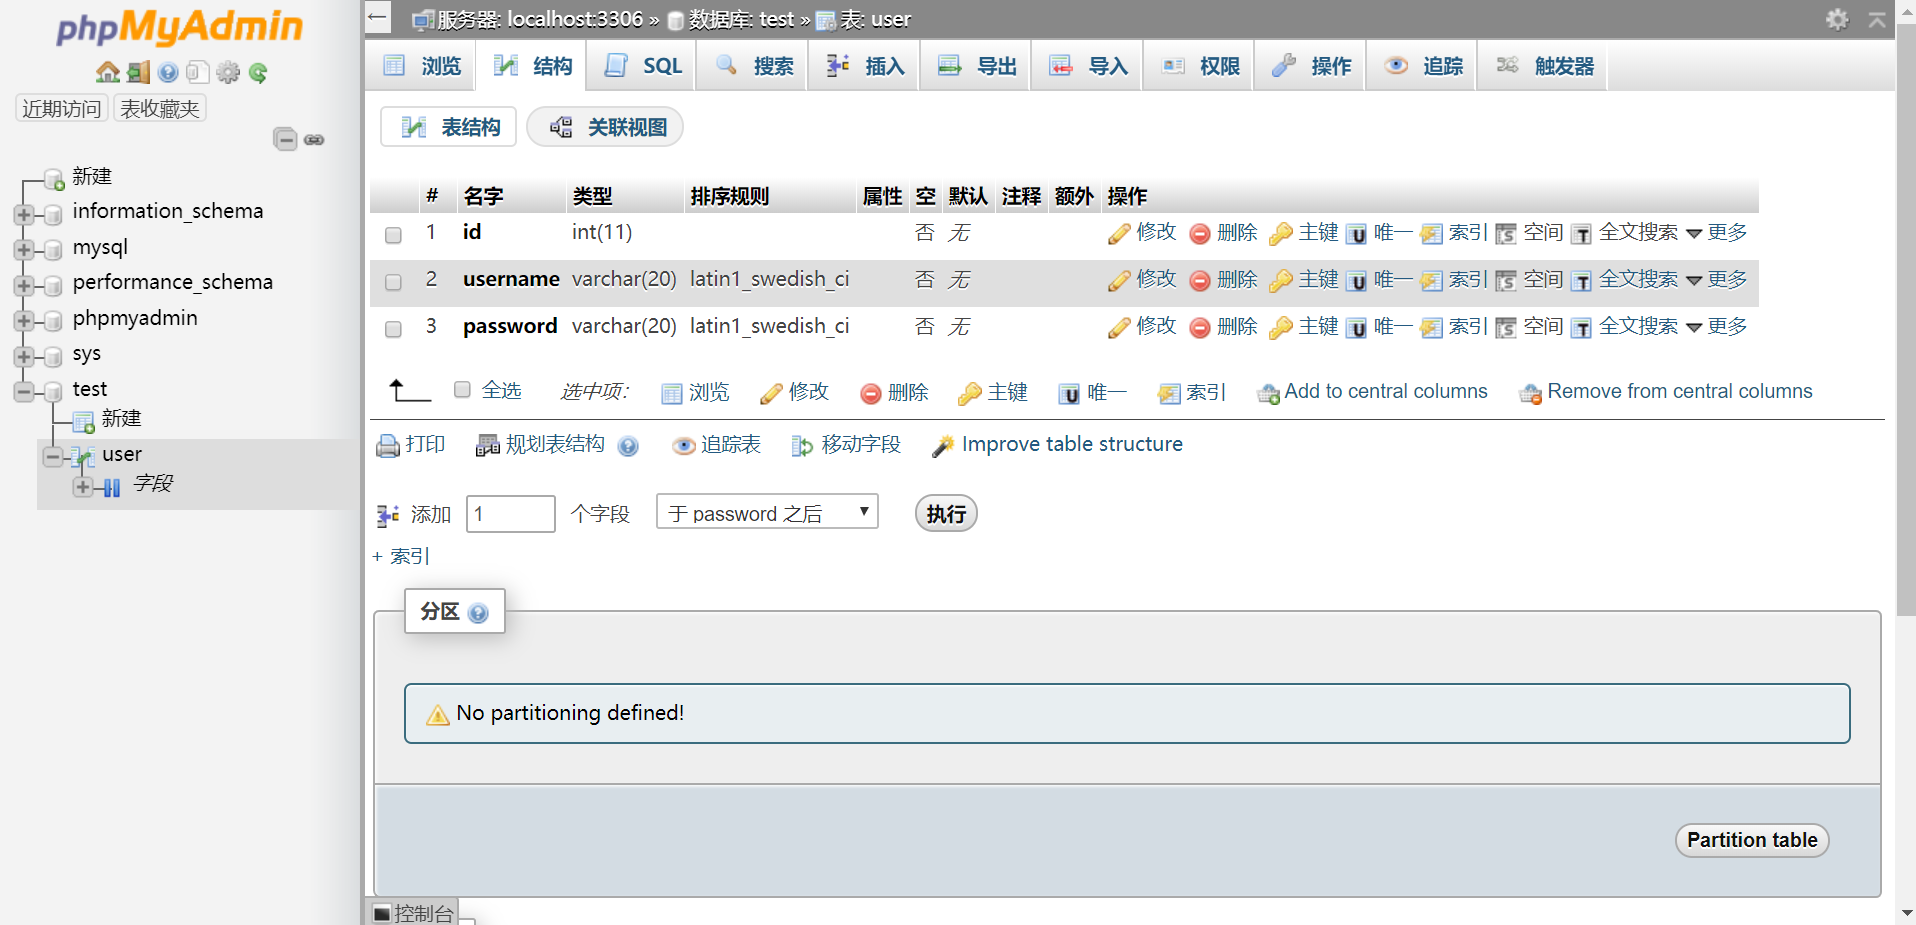 phpMyAdmin
近期访问 表收藏夹
新建
information_schema
mysql
performance_schema
phpmyadmin
sys
test
新建
user
字段
服务器: localhost:3306 » 数据库: test » 表: user
浏览 结构 SQL 搜索 插入 导出 导入 权限 操作 追踪 触发器
表结构 关联视图
# 名字 类型 排序规则 属性 空 默认 注释 额外 操作
1 id int(11) 否 无 修改 删除 主键 唯一 索引 空间 全文搜索 更多
2 username varchar(20) latin1_swedish_ci 否 无 修改 删除 主键 唯一 索引 空间 全文搜索 更多
3 password varchar(20) latin1_swedish_ci 否 无 修改 删除 主键 唯一 索引 空间 全文搜索 更多
全选 选中项: 浏览 修改 删除 主键 唯一 索引 Add to central columns Remove from central columns
打印 规划表结构 追踪表 移动字段 Improve table structure
添加 1 个字段 于 password 之后 执行
+ 索引
分区
No partitioning defined!
Partition table
控制台